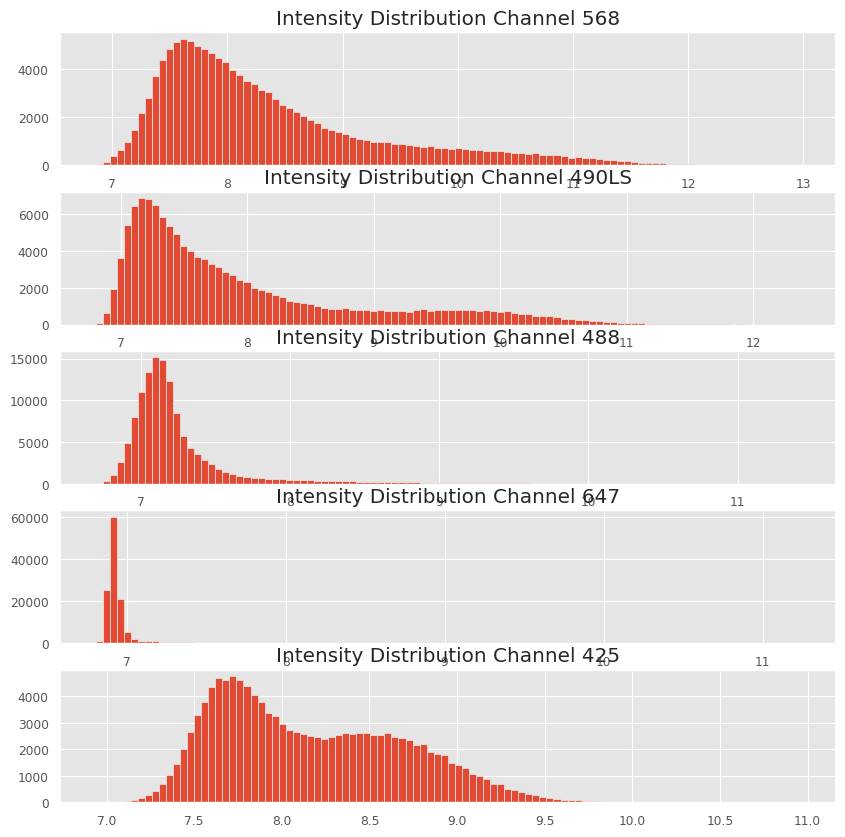 Intensity Distribution Channel 568
4000
2000
0
7 8 9 10 11 12 13
Intensity Distribution Channel 490LS
6000
4000
2000
0
7 8 9 10 11 12
Intensity Distribution Channel 488
15000
10000
5000
0
7 8 9 10 11
Intensity Distribution Channel 647
60000
40000
20000
0
7 8 9 10 11
Intensity Distribution Channel 425
4000
3000
2000
1000
0
7.0 7.5 8.0 8.5 9.0 9.5 10.0 10.5 11.0